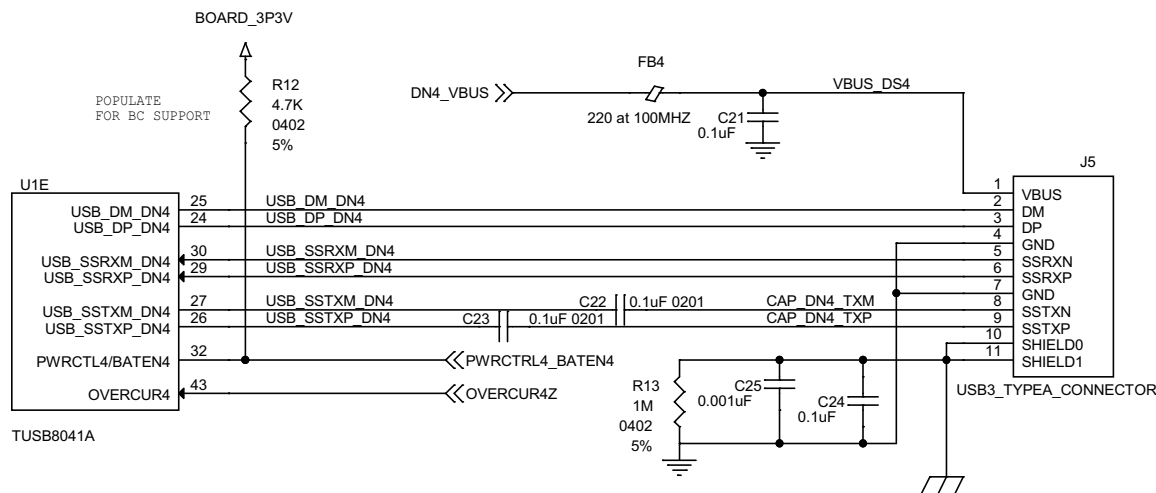 BOARD_3P3V
R12
4.7K
0402
5%
POPULATE
FOR BC SUPPORT
FB4
DN4_VBUS
220 at 100MHZ
VBUS_DS4
C21
0.1uF
J5
U1E
USB_DM_DN4
USB_DP_DN4
USB_SSRXM_DN4
USB_SSRXP_DN4
USB_SSTXM_DN4
USB_SSTXP_DN4
PWRCTL4/BATEN4
OVERCUR4
TUSB8041A
25
24
30
29
27
26
32
43
USB_DM_DN4
USB_DP_DN4
USB_SSRXM_DN4
USB_SSRXP_DN4
USB_SSTXM_DN4
USB_SSTXP_DN4
C22
0.1uF 0201
C23
0.1uF 0201
CAP_DN4_TXM
CAP_DN4_TXP
PWRCTRL4_BATEN4
OVERCUR4Z
R13
1M
0402
5%
C25
0.001uF
C24
0.1uF
1
2
3
4
5
6
7
8
9
10
11
VBUS
DM
DP
GND
SSRXN
SSRXP
GND
SSTXN
SSTXP
SHIELD0
SHIELD1
USB3_TYPEA_CONNECTOR